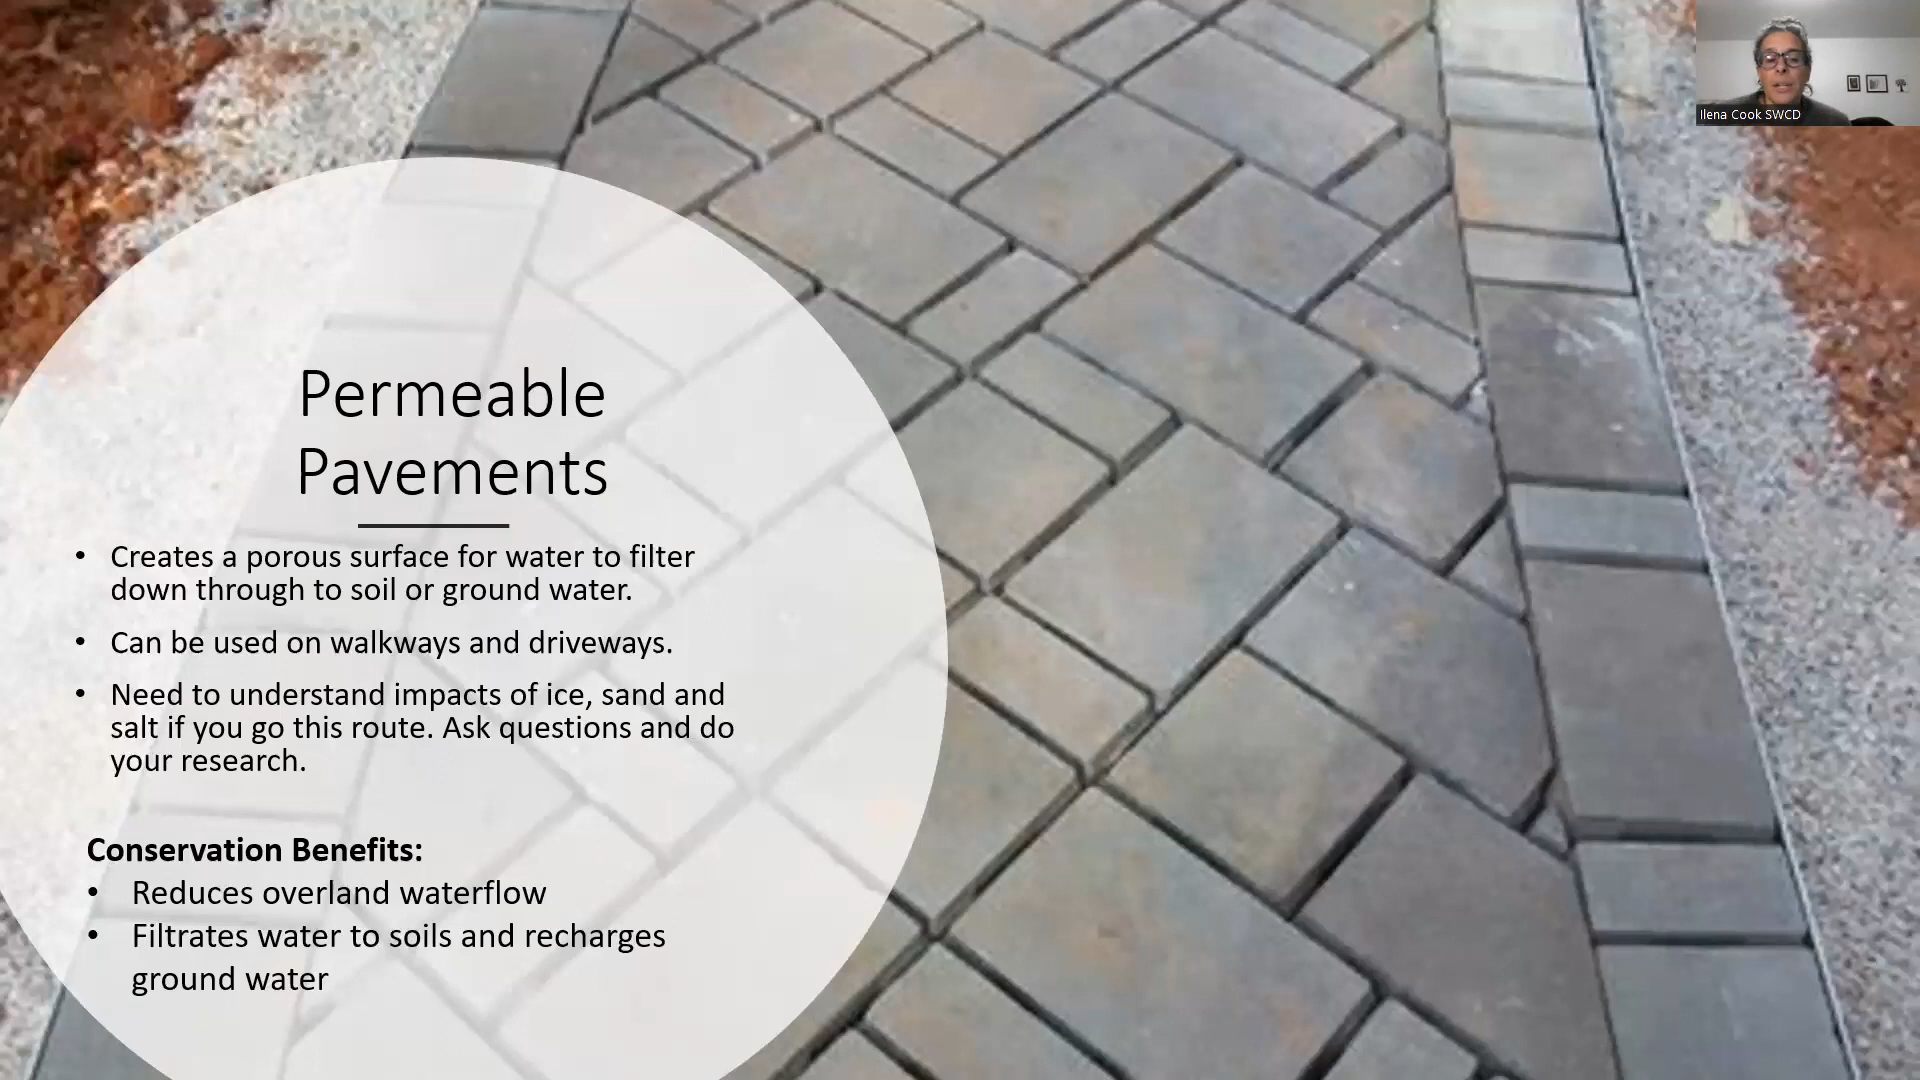 Ilena Cook SWCD
Permeable
Pavements
• Creates a porous surface for water to filter
down through to soil or ground water.
• Can be used on walkways and driveways.
• Need to understand impacts of ice, sand and
salt if you go this route. Ask questions and do
your research.
Conservation Benefits:
• Reduces overland waterflow
• Filtrates water to soils and recharges
ground water